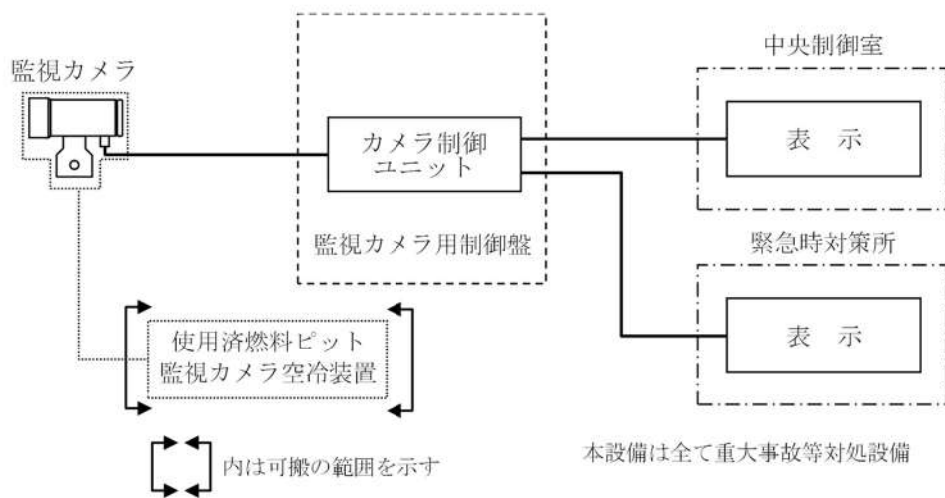 中央制御室
監視カメラ
カメラ制御
ユニット
表 示
監視カメラ用制御盤
緊急時対策所
表 示
使用済燃料ピット
監視カメラ空冷装置
内は可搬の範囲を示す
本設備は全て重大事故等対処設備